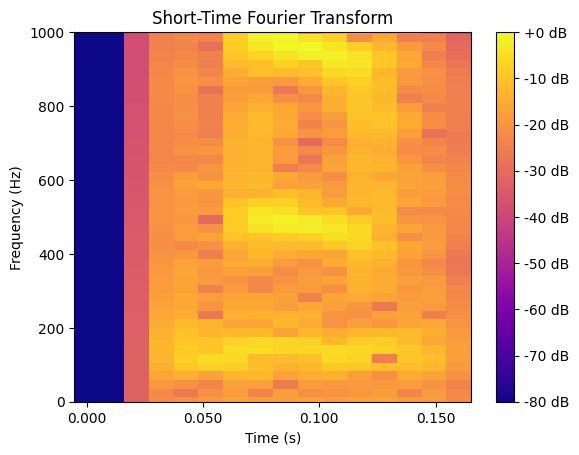 Short-Time Fourier Transform
Frequency (Hz)
1000
800
600
400
200
0
0.000 0.050 0.100 0.150
Time (s)
+0 dB
-10 dB
-20 dB
-30 dB
-40 dB
-50 dB
-60 dB
-70 dB
-80 dB